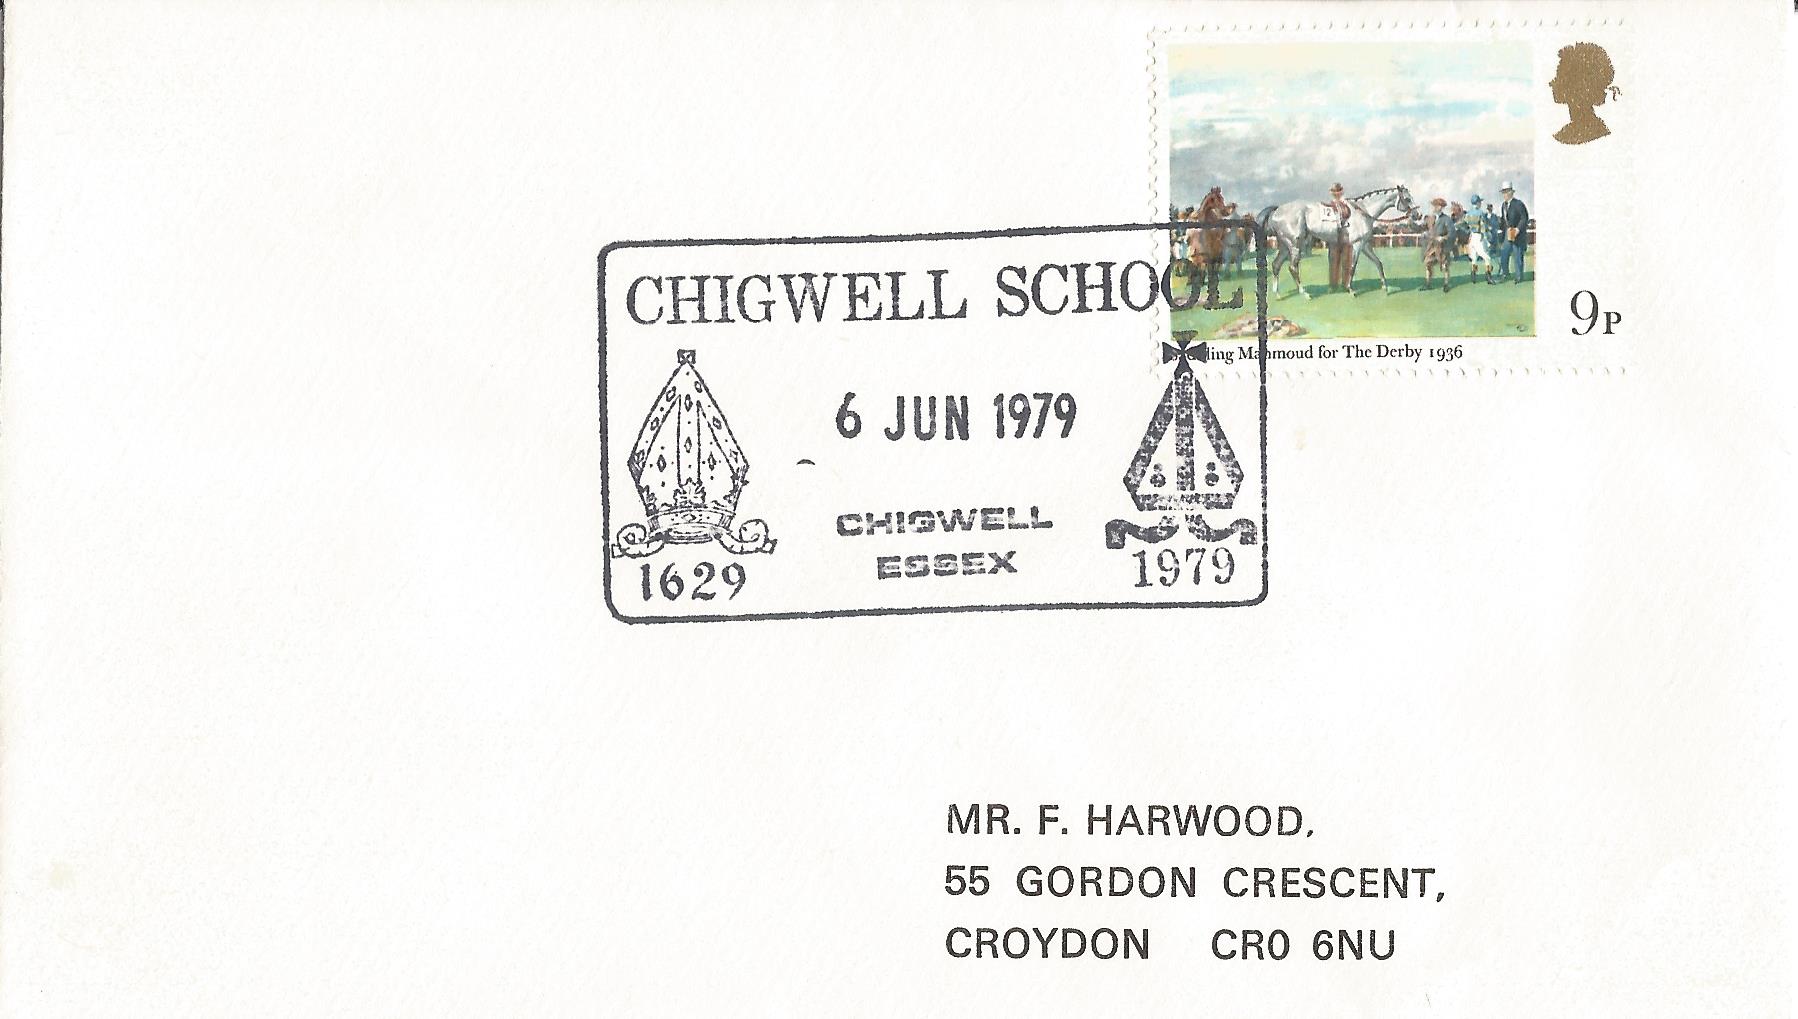 9P
ling Mahmoud for The Derby 1936
CHIGWELL SCHOOL
6 JUN 1979
CHIGWELL
ESSEX
1629
1979
MR. F. HARWOOD,
55 GORDON CRESCENT,
CROYDON CR0 6NU